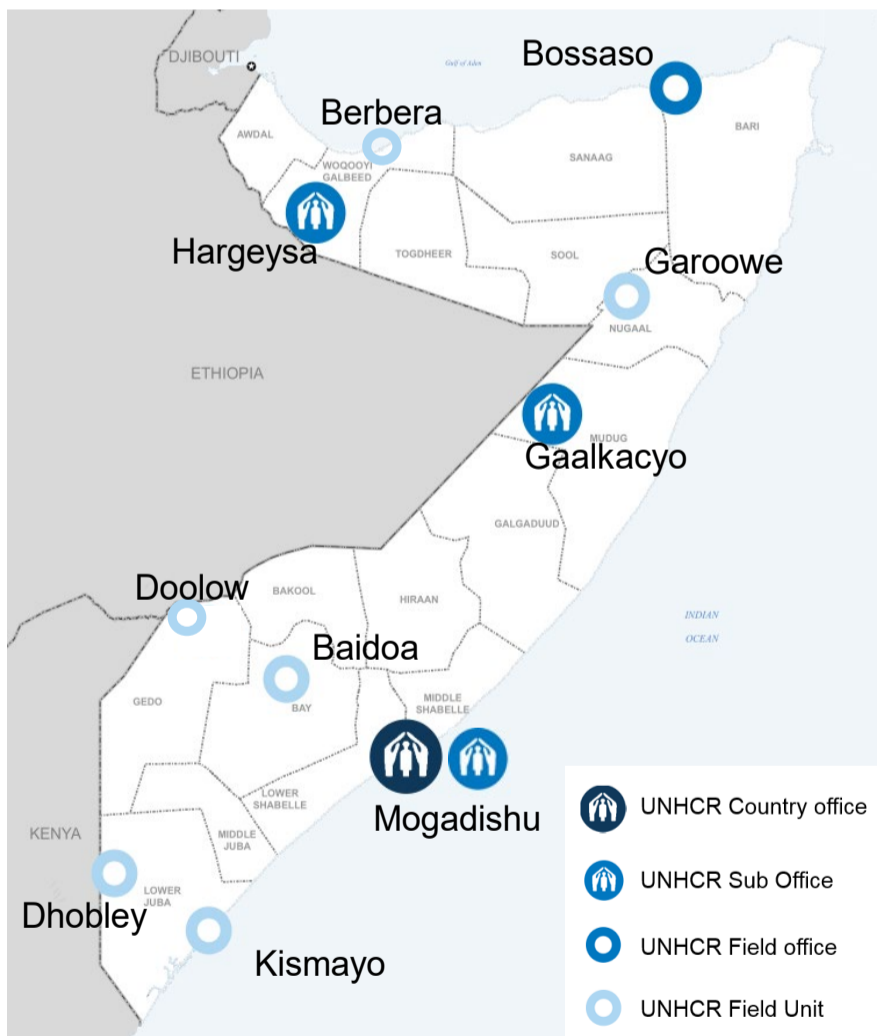 Bossaso
DJIBOUTI
Gulf of Aden
Berbera
BARI
AWDAL
SANAAG
WOQOOYI
GALBEED
Hargeysa
TOGDHEER
SOOL
Garoowe
NUGAAL
ETHIOPIA
MUDUG
Gaalkacyo
GALGADUUD
Doolow
BAKOOL
HIRAAN
INDIAN
OCEAN
Baidoa
GEDO
BAY
MIDDLE
SHABELLE
LOWER
SHABELLE
Mogadishu
KENYA
MIDDLE
JUBA
LOWER
JUBA
Dhobley
Kismayo
UNHCR Country office
UNHCR Sub Office
UNHCR Field office
UNHCR Field Unit